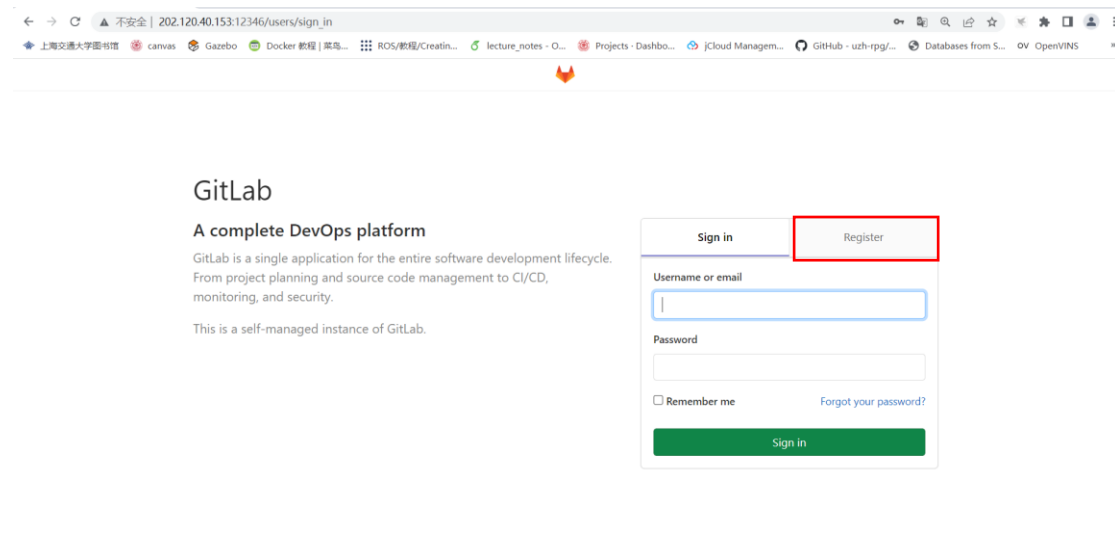 不安全 | 202.120.40.153:12346/users/sign_in
上海交通大学图书馆 canvas Gazebo Docker 教程 | 菜鸟... ROS/教程/Creatin... lecture_notes - O... Projects · Dashbo... jCloud Managem... GitHub - uzh-rpg/... Databases from S... OV OpenVINS »
GitLab
A complete DevOps platform
GitLab is a single application for the entire software development lifecycle.
From project planning and source code management to CI/CD,
monitoring, and security.
This is a self-managed instance of GitLab.
Sign in Register
Username or email
Password
Remember me Forgot your password?
Sign in